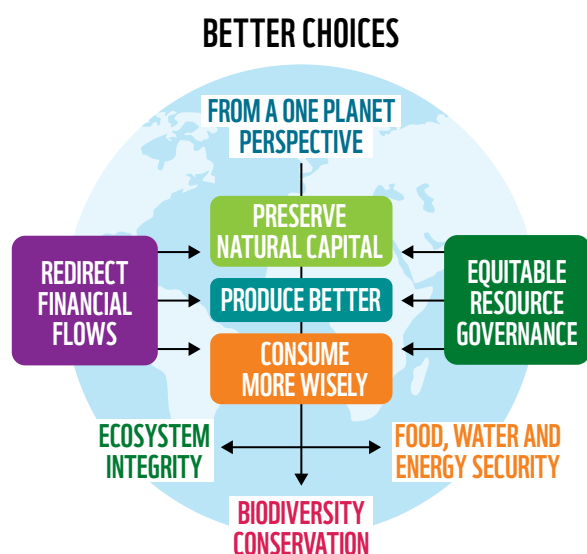 BETTER CHOICES
FROM A ONE PLANET
PERSPECTIVE
PRESERVE
NATURAL CAPITAL
REDIRECT
FINANCIAL
FLOWS
PRODUCE BETTER
EQUITABLE
RESOURCE
GOVERNANCE
CONSUME
MORE WISELY
ECOSYSTEM
INTEGRITY
FOOD, WATER AND
ENERGY SECURITY
BIODIVERSITY
CONSERVATION